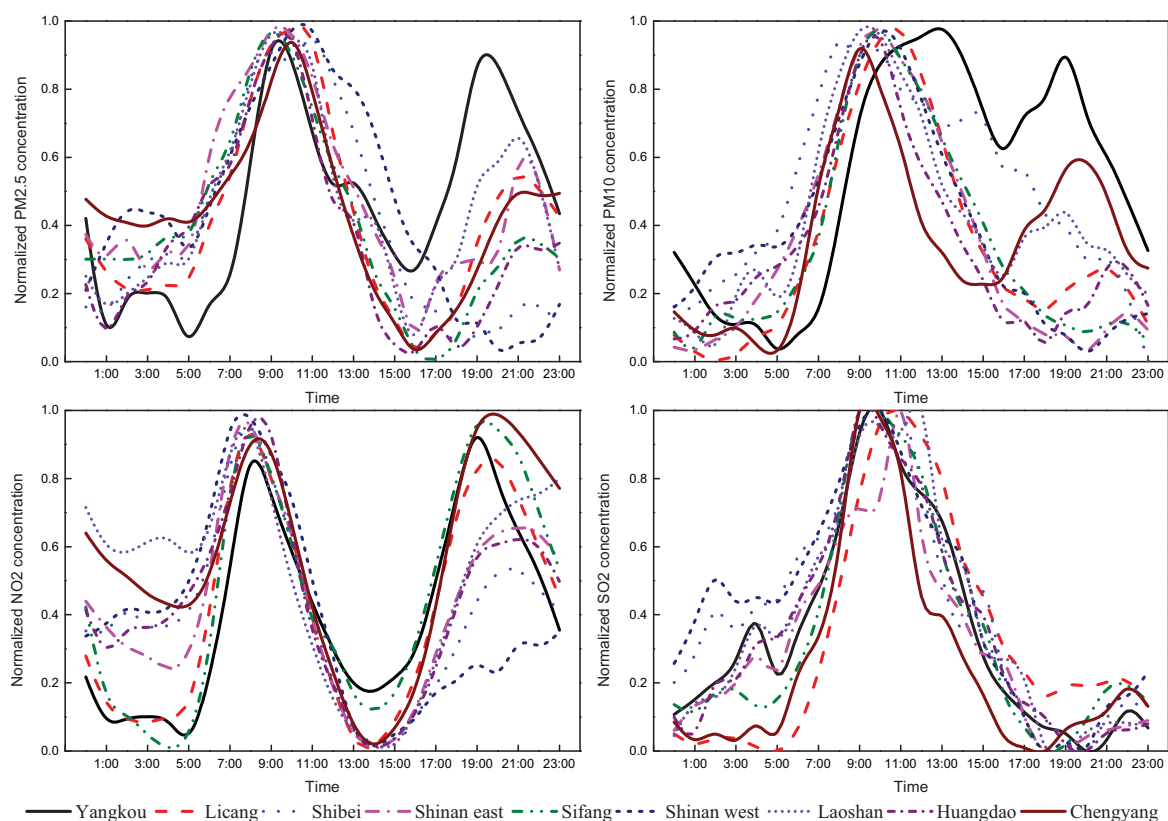 1.0 1.0
0.8 0.8
0.6 0.6
0.4 0.4
0.2 0.2
0.0 0.0
Normalized PM2.5 concentration
Normalized PM10 concentration
1:00 3:00 5:00 7:00 9:00 11:00 13:00 15:00 17:00 19:00 21:00 23:00 1:00 3:00 5:00 7:00 9:00 11:00 13:00 15:00 17:00 19:00 21:00 23:00
Time Time
1.0 1.0
0.8 0.8
0.6 0.6
0.4 0.4
0.2 0.2
0.0 0.0
Normalized NO2 concentration
Normalized SO2 concentration
1:00 3:00 5:00 7:00 9:00 11:00 13:00 15:00 17:00 19:00 21:00 23:00 1:00 3:00 5:00 7:00 9:00 11:00 13:00 15:00 17:00 19:00 21:00 23:00
Time Time
Yangkou Licang Shibei Shinan east Sifang Shinan west Laoshan Huangdao Chengyang